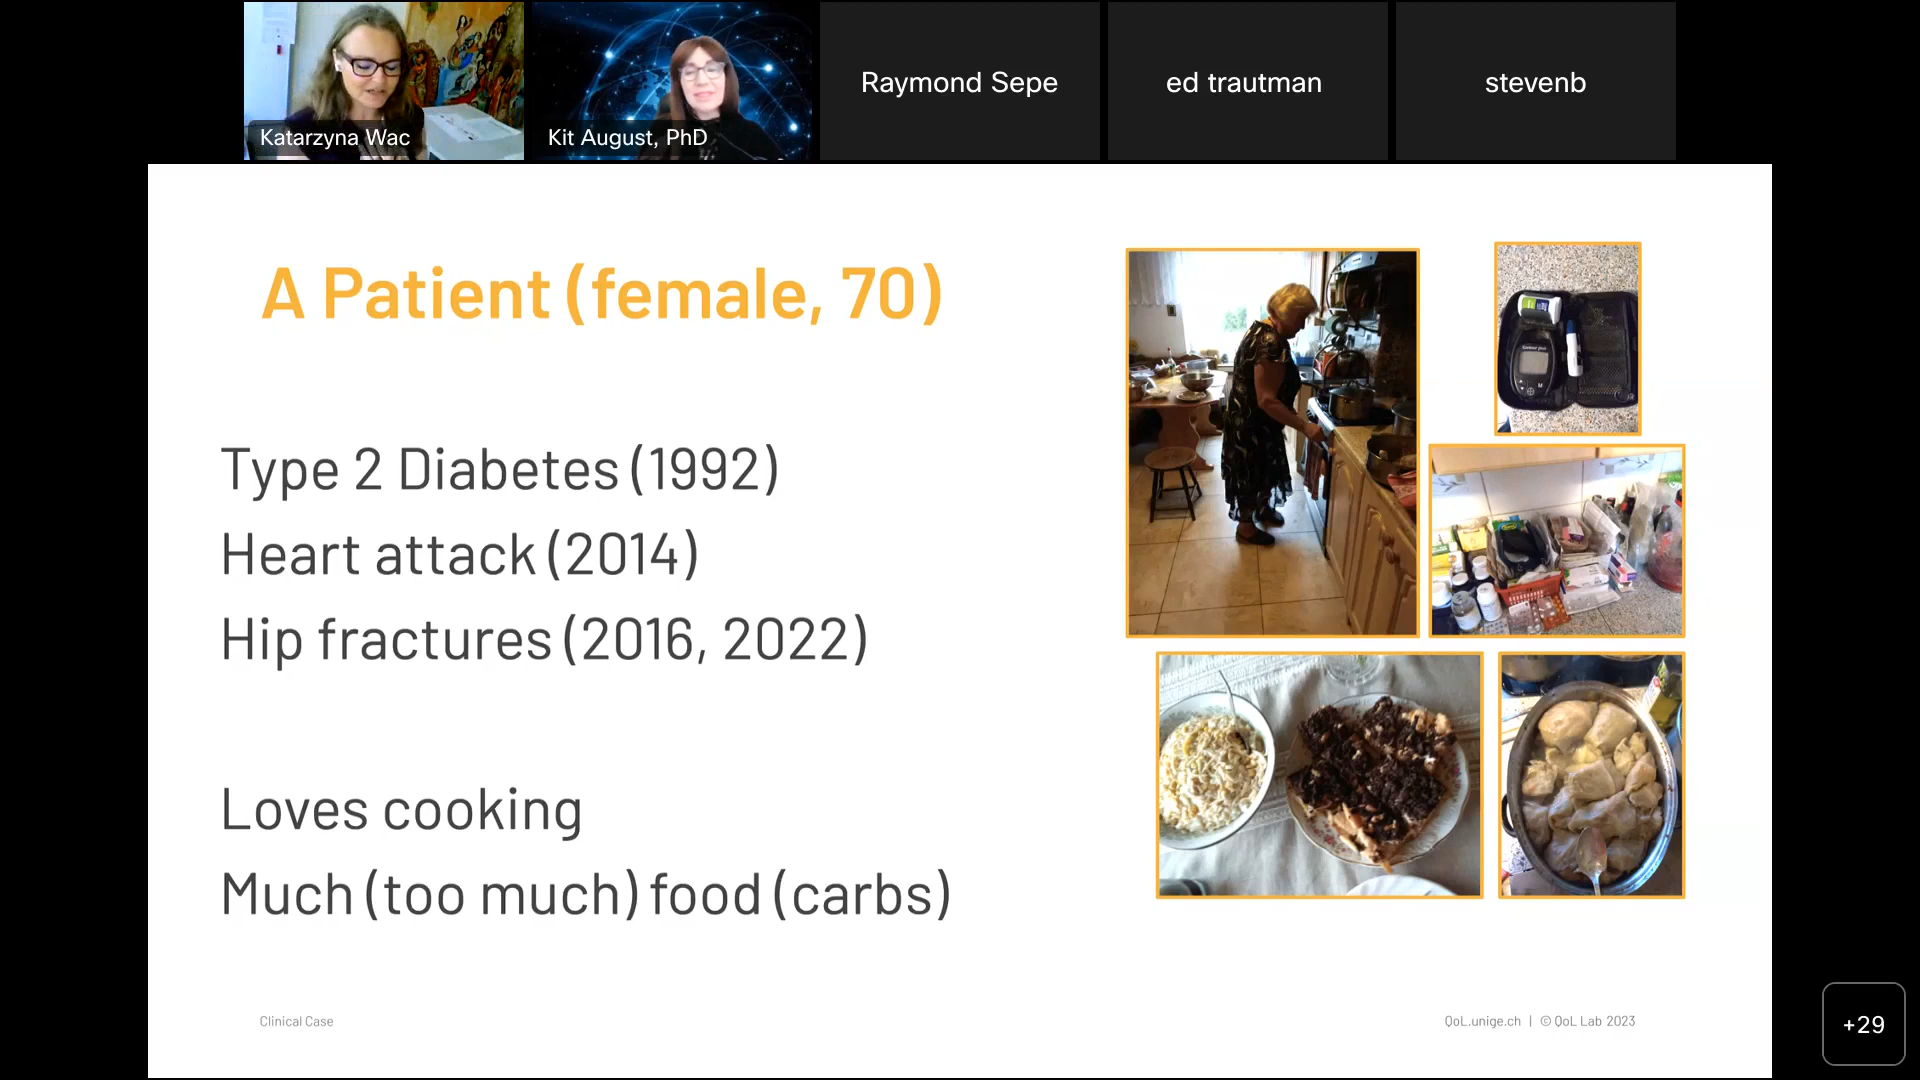 Katarzyna Wac
Kit August, PhD
Raymond Sepe
ed trautman
stevenb
A Patient (female, 70)
Type 2 Diabetes (1992)
Heart attack (2014)
Hip fractures (2016, 2022)
Loves cooking
Much (too much) food (carbs)
Clinical Case
QoL.unige.ch | © QoL Lab 2023
+29